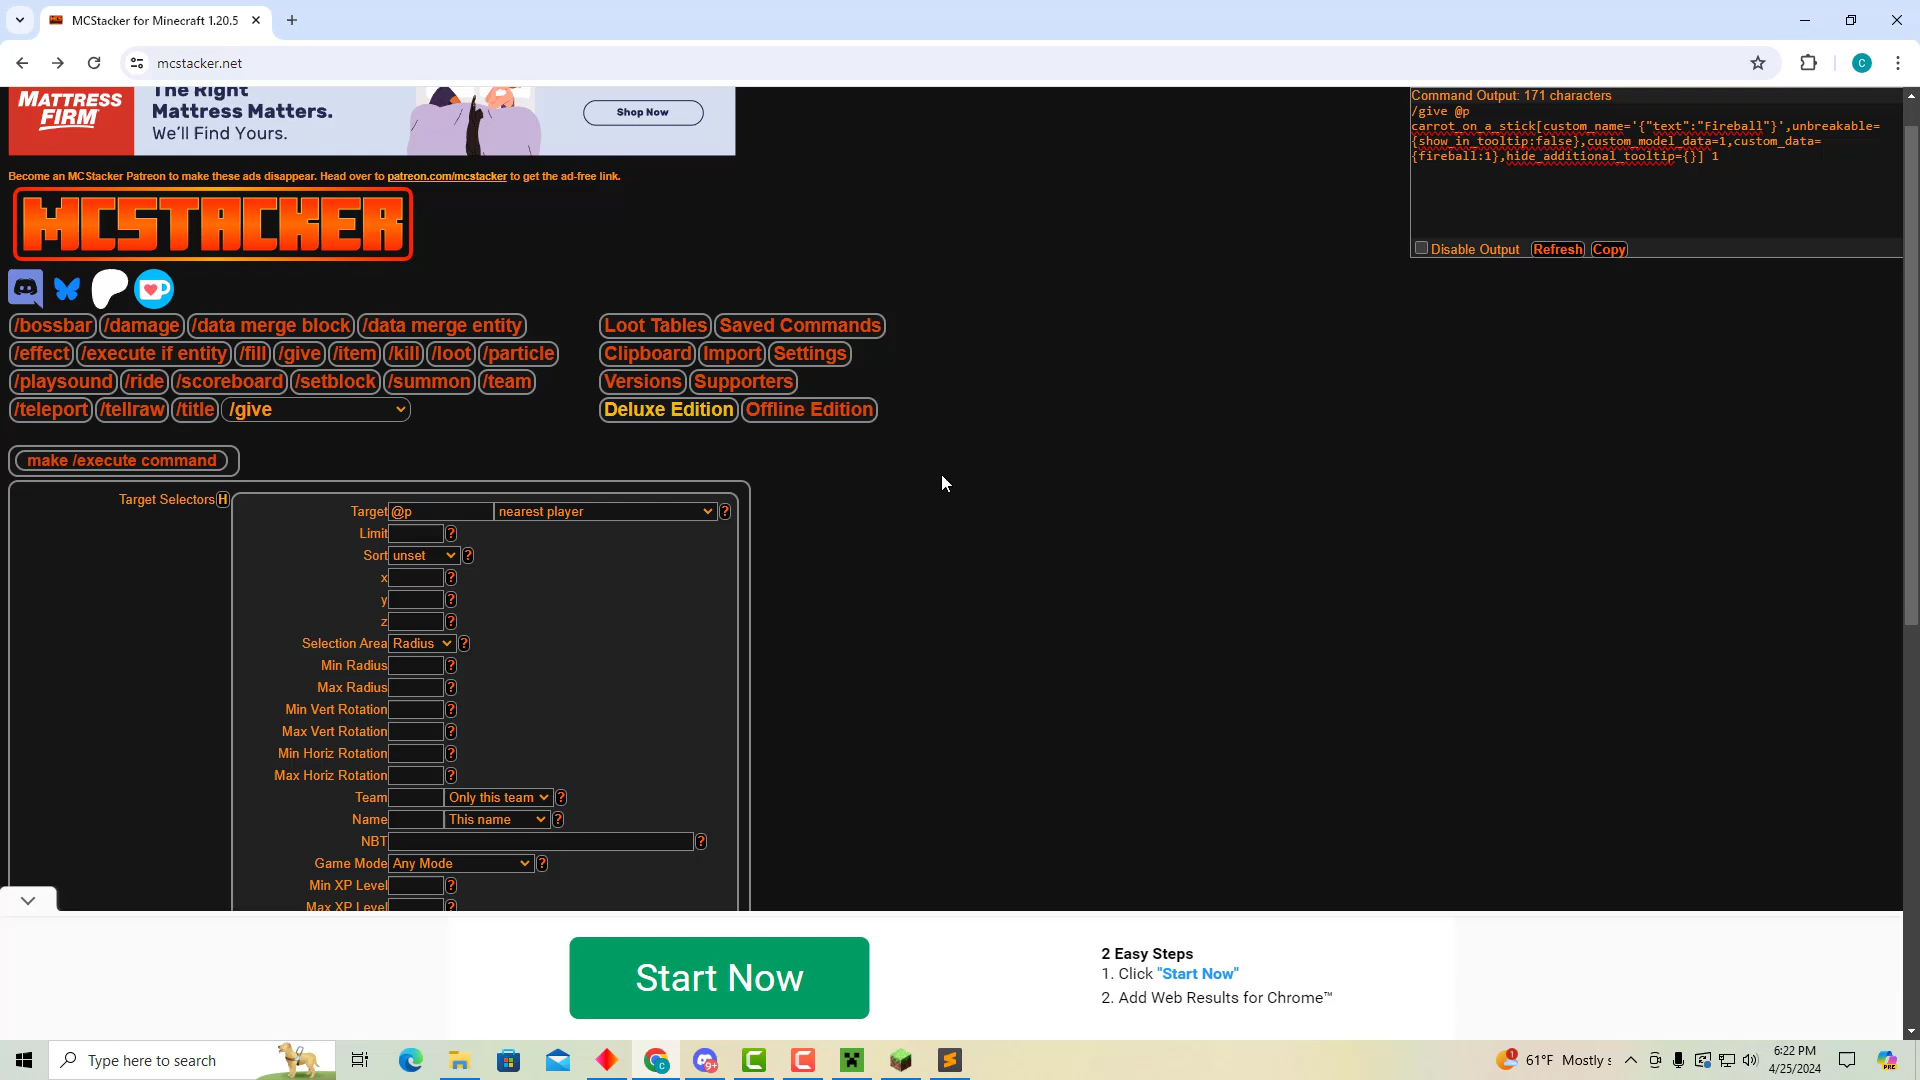 MCStacker for Minecraft 1.20.5
mcstacker.net
MATTRESS
FIRM
The Right
Mattress Matters.
We'll Find Yours.
Shop Now
Command Output: 171 characters
/give @p
carrot_on_a_stick[custom_name='{"text":"Fireball"}',unbreakable=
{show_in_tooltip:false},custom_model_data=1,custom_data=
{fireball:1},hide_additional_tooltip={}] 1
Disable Output Refresh Copy
Become an MCStacker Patreon to make these ads disappear. Head over to patreon.com/mcstacker to get the ad-free link.
MCSTACKER
/bossbar /damage /data merge block /data merge entity
/effect /execute if entity /fill /give /item /kill /loot /particle
/playsound /ride /scoreboard /setblock /summon /team
/teleport /tellraw /title /give
Loot Tables Saved Commands
Clipboard Import Settings
Versions Supporters
Deluxe Edition Offline Edition
make /execute command
Target Selectors H
Target @p nearest player ?
Limit ?
Sort unset ?
x ?
y ?
z ?
Selection Area Radius ?
Min Radius ?
Max Radius ?
Min Vert Rotation ?
Max Vert Rotation ?
Min Horiz Rotation ?
Max Horiz Rotation ?
Team Only this team ?
Name This name ?
NBT ?
Game Mode Any Mode ?
Min XP Level ?
Max XP Level ?
Start Now
2 Easy Steps
1. Click "Start Now"
2. Add Web Results for Chrome™
Type here to search
9+
1
61°F Mostly s
6:22 PM
4/25/2024
C
PRE